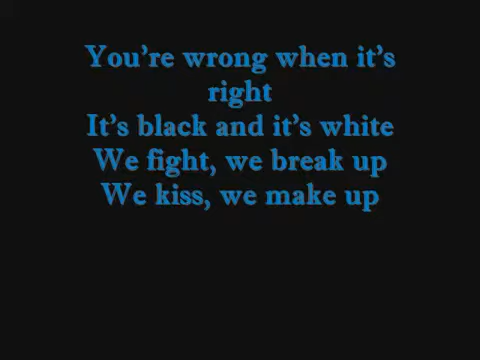 You're wrong when it's
right
It's black and it's white
We fight, we break up
We kiss, we make up